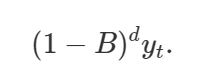 (1 − B)^d y_t.